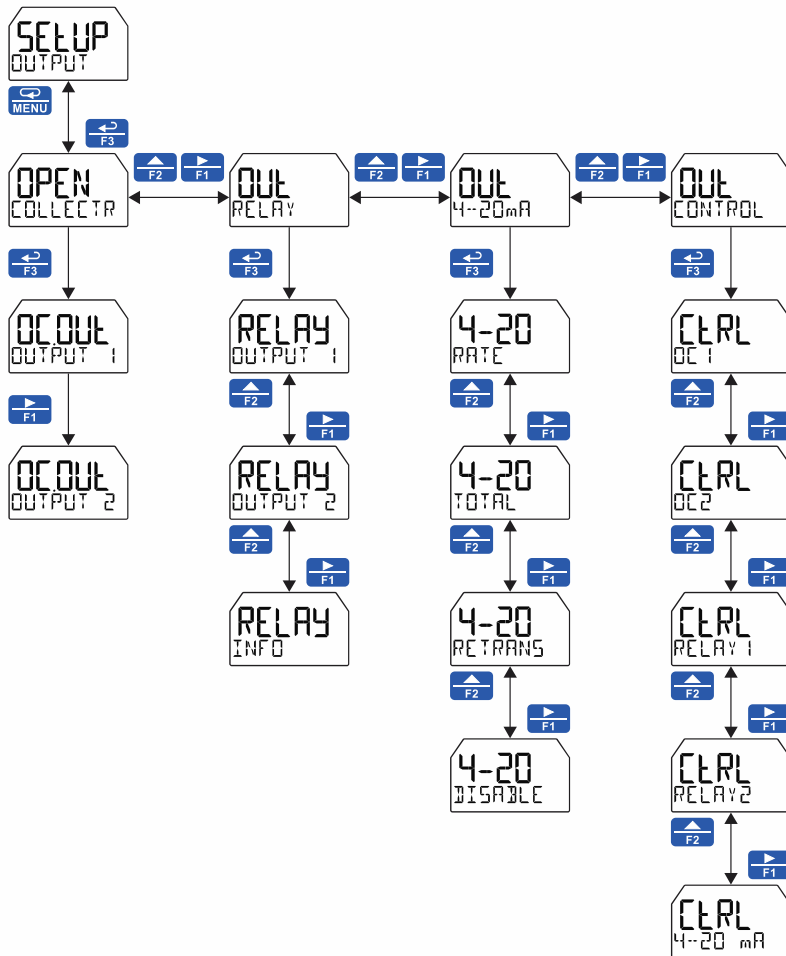 SEtUP
OUTPUT
MENU
F3
OPEN
COLLECTR
F2
F1
OUt
RELAY
F2
F1
OUt
4-20mA
F2
F1
OUt
CONTROL
F3
F3
F3
F3
OC.OUt
OUTPUT 1
RELAY
OUTPUT 1
4-20
RATE
CtRL
OC1
F1
F2
F1
F2
F1
F2
F1
OC.OUt
OUTPUT 2
RELAY
OUTPUT 2
4-20
TOTAL
CtRL
OC2
F2
F1
F2
F1
F2
F1
RELAY
INFO
4-20
RETRANS
CtRL
RELAY1
F2
F1
F2
F1
4-20
DISABLE
CtRL
RELAY2
F2
F1
CtRL
4-20 mA